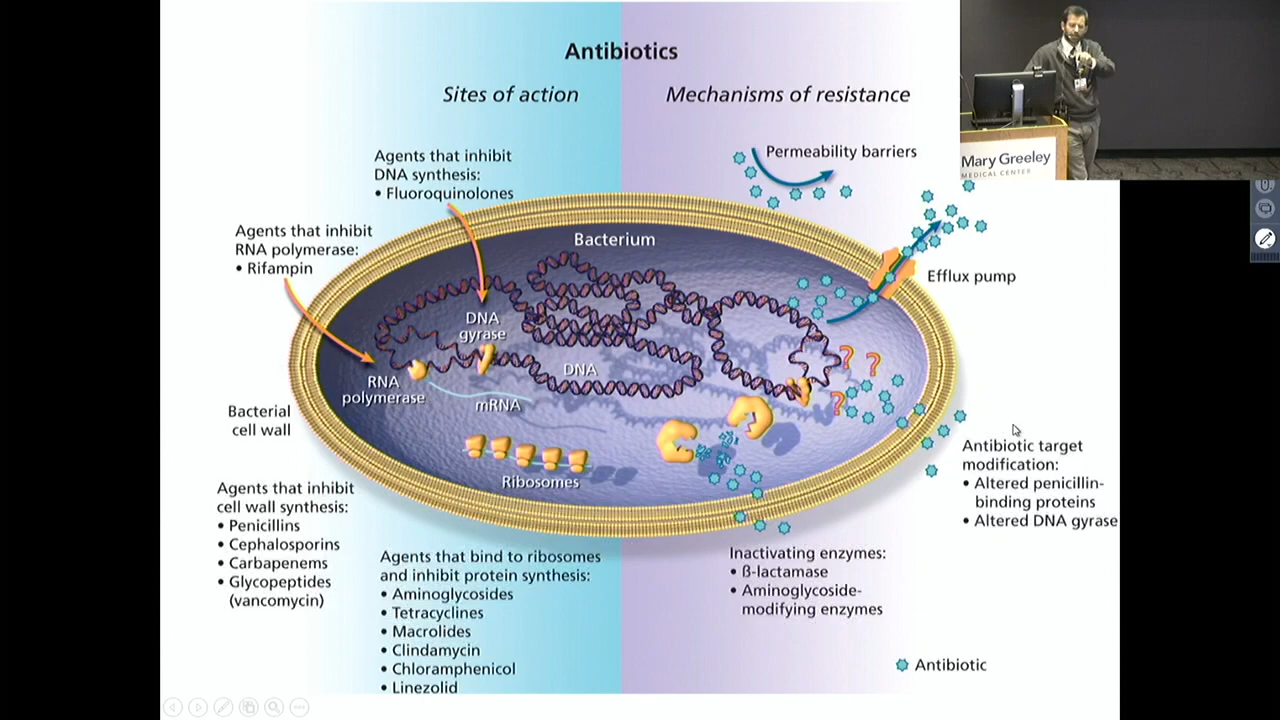 Antibiotics
Sites of action
Mechanisms of resistance
Agents that inhibit
DNA synthesis:
• Fluoroquinolones
Agents that inhibit
RNA polymerase:
• Rifampin
Permeability barriers
Mary Greeley
MEDICAL CENTER
Bacterium
Efflux pump
DNA
gyrase
DNA
RNA
polymerase
mRNA
Bacterial
cell wall
Ribosomes
Antibiotic target
modification:
• Altered penicillin-
binding proteins
• Altered DNA gyrase
Agents that inhibit
cell wall synthesis:
• Penicillins
• Cephalosporins
• Carbapenems
• Glycopeptides
(vancomycin)
Agents that bind to ribosomes
and inhibit protein synthesis:
• Aminoglycosides
• Tetracyclines
• Macrolides
• Clindamycin
• Chloramphenicol
• Linezolid
Inactivating enzymes:
• ß-lactamase
• Aminoglycoside-
modifying enzymes
Antibiotic
? ?
?